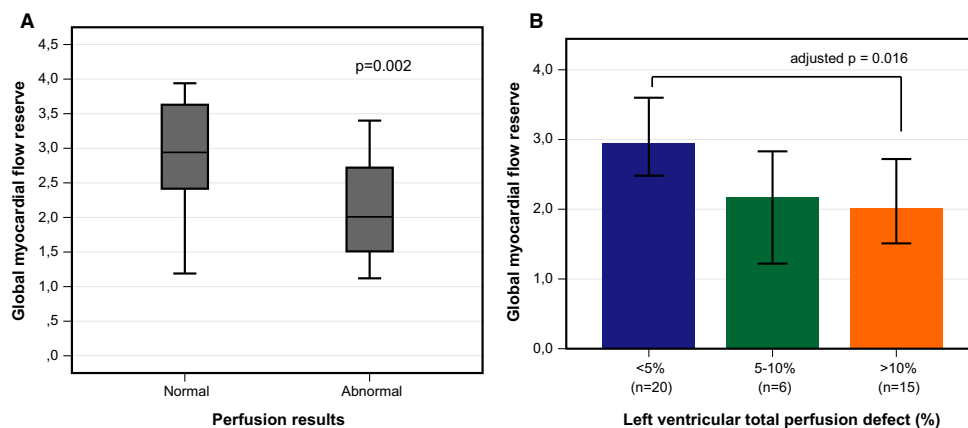 A
Global myocardial flow reserve
4,5
4,0
3,5
3,0
2,5
2,0
1,5
1,0
,5
,0
p=0.002
Normal Abnormal
Perfusion results
B
Global myocardial flow reserve
4,0
3,0
2,0
1,0
0,0
adjusted p = 0.016
<5% 5-10% >10%
(n=20) (n=6) (n=15)
Left ventricular total perfusion defect (%)